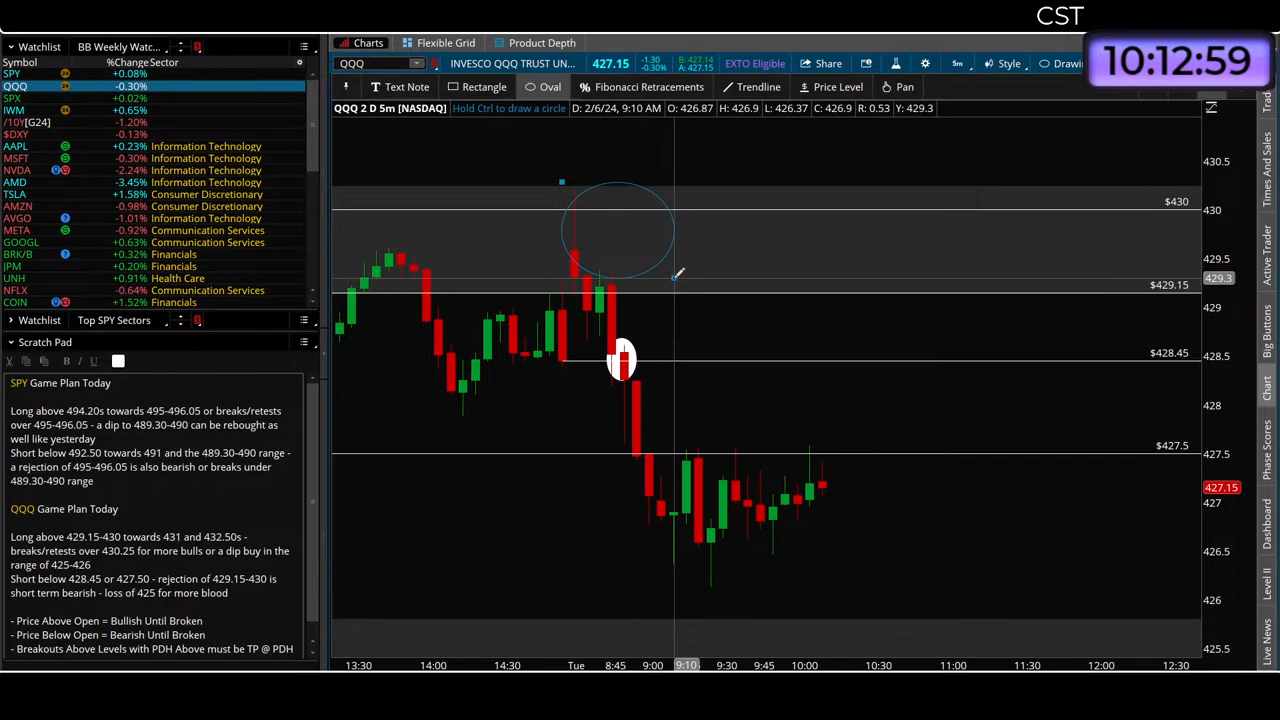 CST
10:12:59
Watchlist BB Weekly Watc...
Symbol %Change Sector
SPY 24 +0.08%
QQQ 24 -0.30%
SPX +0.02%
IWM 24 +0.65%
/10Y[G24] -1.20%
$DXY -0.13%
AAPL +0.23% Information Technology
MSFT -0.30% Information Technology
NVDA -2.24% Information Technology
AMD -3.45% Information Technology
TSLA +1.58% Consumer Discretionary
AMZN -0.98% Consumer Discretionary
AVGO ? -1.01% Information Technology
META -0.92% Communication Services
GOOGL +0.63% Communication Services
BRK/B ? +0.32% Financials
JPM +0.20% Financials
UNH +0.91% Health Care
NFLX -0.64% Communication Services
COIN +1.52% Financials
Watchlist Top SPY Sectors
Scratch Pad
B I U
SPY Game Plan Today
Long above 494.20s towards 495-496.05 or breaks/retests
over 495-496.05 - a dip to 489.30-490 can be rebought as
well like yesterday
Short below 492.50 towards 491 and the 489.30-490 range -
a rejection of 495-496.05 is also bearish or breaks under
489.30-490 range
QQQ Game Plan Today
Long above 429.15-430 towards 431 and 432.50s -
breaks/retests over 430.25 for more bulls or a dip buy in the
range of 425-426
Short below 428.45 or 427.50 - rejection of 429.15-430 is
short term bearish - loss of 425 for more blood
- Price Above Open = Bullish Until Broken
- Price Below Open = Bearish Until Broken
- Breakouts Above Levels with PDH Above must be TP @ PDH
Charts Flexible Grid Product Depth
QQQ INVESCO QQQ TRUST UN... 427.15 -1.30 -0.30% B: 427.14 A: 427.15 EXTO Eligible Share 5m Style Drawin
Text Note Rectangle Oval Fibonacci Retracements Trendline Price Level Pan
QQQ 2 D 5m [NASDAQ] Hold Ctrl to draw a circle D: 2/6/24, 9:10 AM O: 426.87 H: 426.9 L: 426.37 C: 426.9 R: 0.53 Y: 429.3
$430
$429.15
$428.45
$427.5
430.5
430
429.5
429.3
429
428.5
428
427.5
427.15
427
426.5
426
425.5
13:30 14:00 14:30 Tue 8:45 9:00 9:10 9:30 9:45 10:00 10:30 11:00 11:30 12:00 12:30
Times And Sales
Active Trader
Big Buttons
Chart
Phase Scores
Dashboard
Level II
Live News